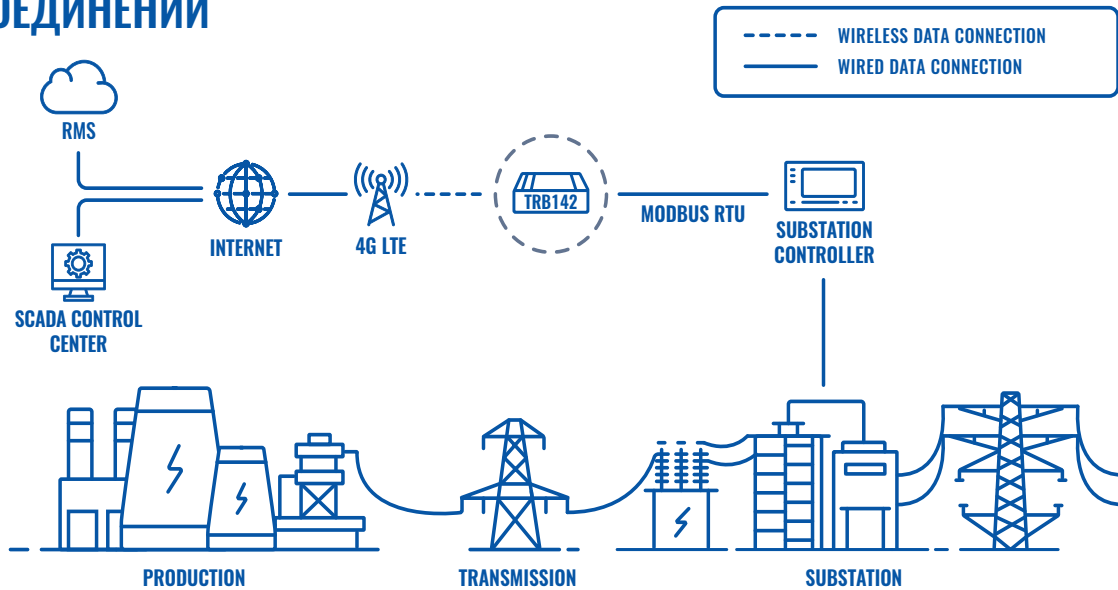 WIRELESS DATA CONNECTION
WIRED DATA CONNECTION
RMS
INTERNET
4G LTE
TRB142
MODBUS RTU
SUBSTATION
CONTROLLER
SCADA CONTROL
CENTER
PRODUCTION
TRANSMISSION
SUBSTATION